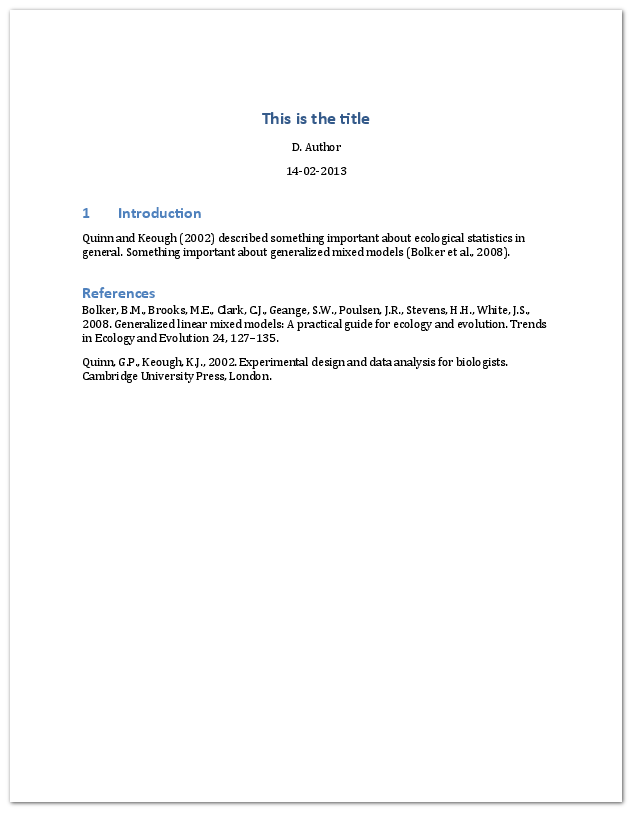 This is the title
D. Author
14-02-2013
1 Introduction
Quinn and Keough (2002) described something important about ecological statistics in
general. Something important about generalized mixed models (Bolker et al., 2008).
References
Bolker, B.M., Brooks, M.E., Clark, C.J., Geange, S.W., Poulsen, J.R., Stevens, H.H., White, J.S.,
2008. Generalized linear mixed models: A practical guide for ecology and evolution. Trends
in Ecology and Evolution 24, 127–135.
Quinn, G.P., Keough, K.J., 2002. Experimental design and data analysis for biologists.
Cambridge University Press, London.